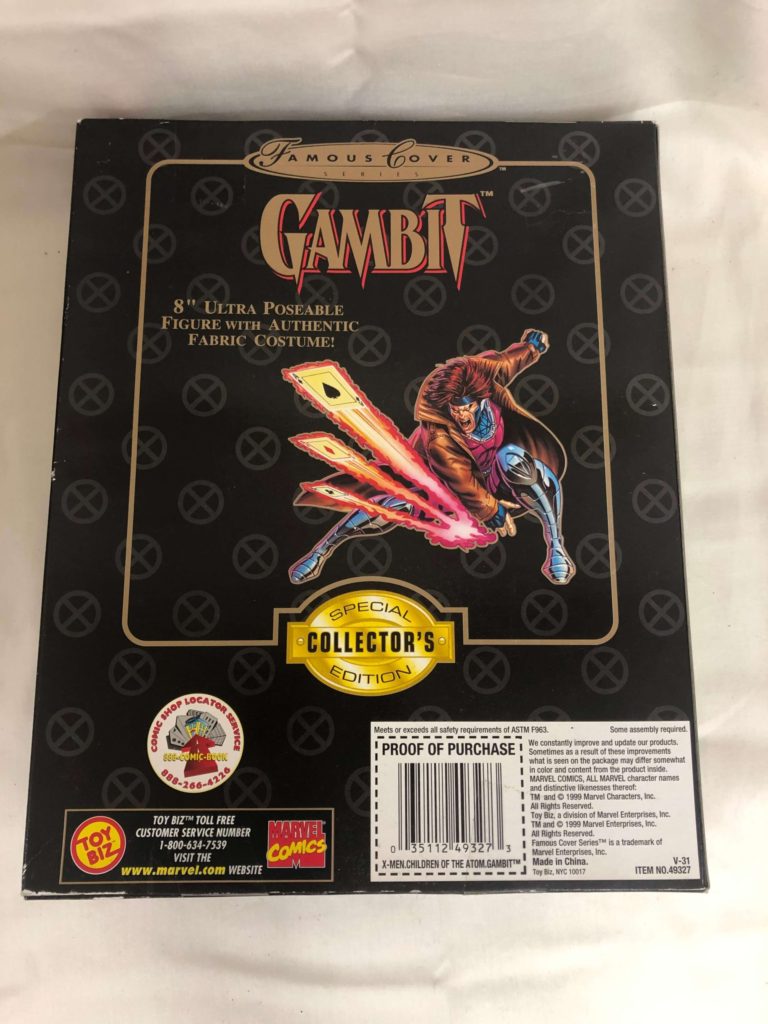 FAMOUS COVER
SERIES
™
GAMBIT™
8" ULTRA POSEABLE
FIGURE WITH AUTHENTIC
FABRIC COSTUME!
SPECIAL
COLLECTOR'S
EDITION
COMIC SHOP LOCATOR SERVICE
888-COMIC-BOOK
888-266-4226
TOY BIZ
TOY BIZ™ TOLL FREE
CUSTOMER SERVICE NUMBER
1-800-634-7539
VISIT THE
www.marvel.com WEBSITE
MARVEL
COMICS
M
Meets or exceeds all safety requirements of ASTM F963.
Some assembly required.
PROOF OF PURCHASE
0 35112 49327 3
X-MEN.CHILDREN OF THE ATOM.GAMBIT™
We constantly improve and update our products.
Sometimes as a result of these improvements
what is seen on the package may differ somewhat
in color and content from the product inside.
MARVEL COMICS, ALL MARVEL character names
and distinctive likenesses thereof:
TM and © 1999 Marvel Characters, Inc.
All Rights Reserved.
Toy Biz, a division of Marvel Enterprises, Inc.
TM and © 1999 Marvel Enterprises, Inc.
All Rights Reserved.
Famous Cover Series™ is a trademark of
Marvel Enterprises, Inc.
Made in China.
V-31
Toy Biz, NYC 10017
ITEM NO.49327